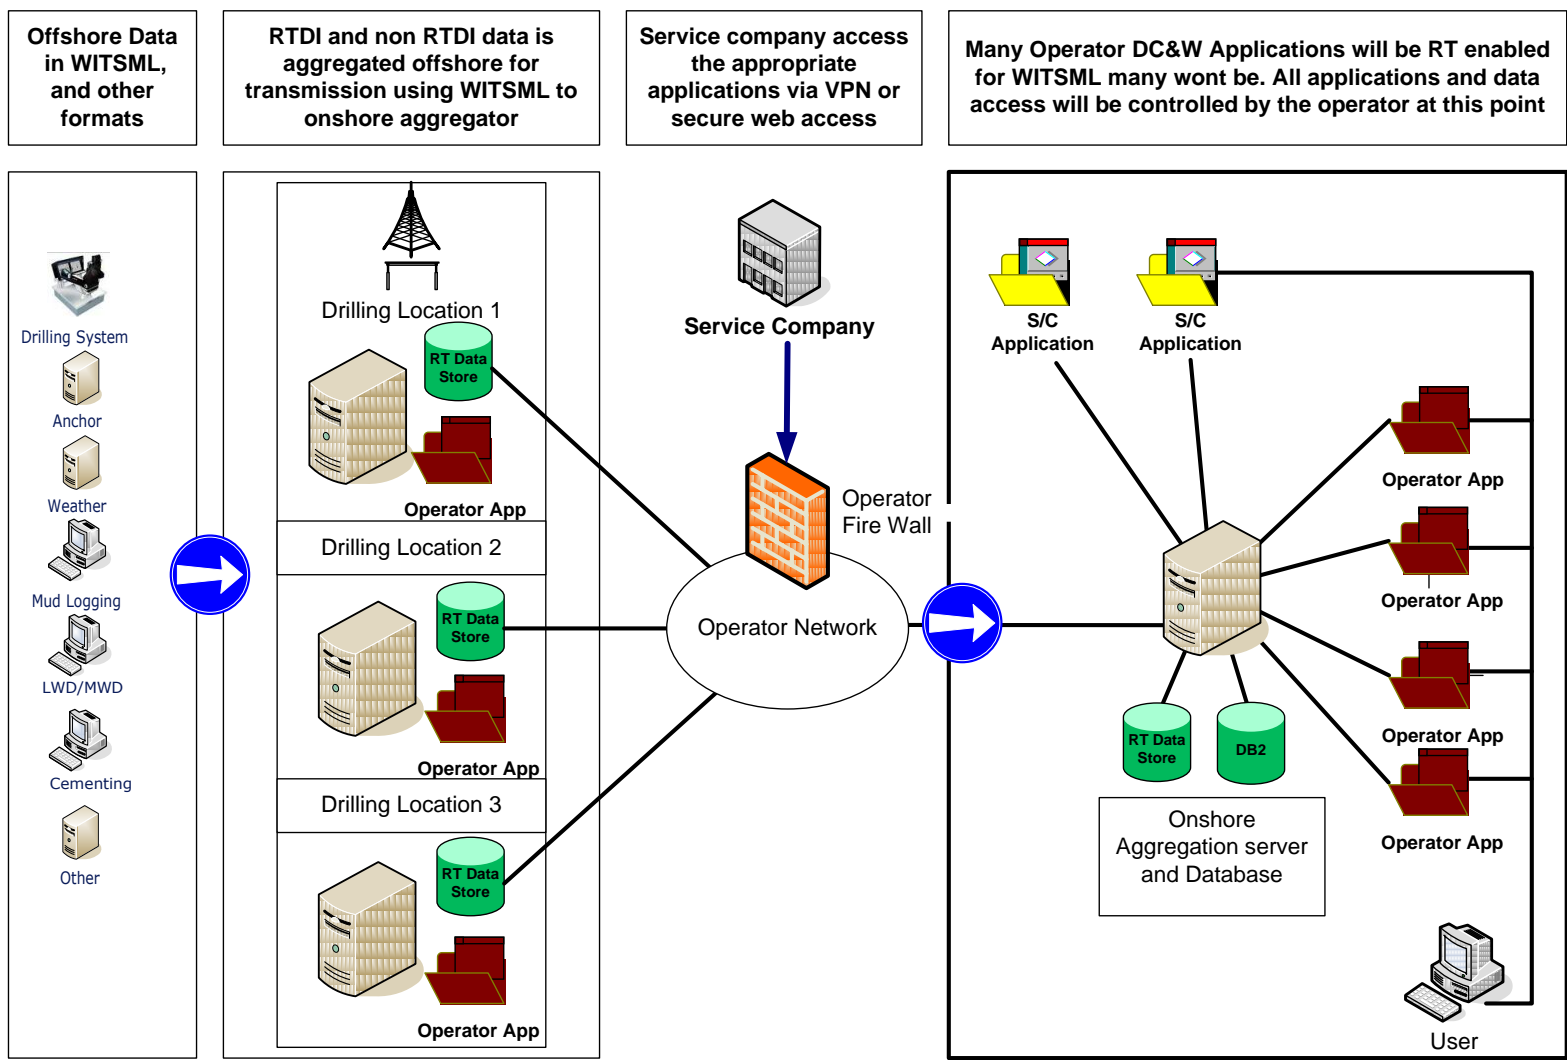 Offshore Data
in WITSML,
and other
formats
RTDI and non RTDI data is
aggregated offshore for
transmission using WITSML to
onshore aggregator
Service company access
the appropriate
applications via VPN or
secure web access
Many Operator DC&W Applications will be RT enabled
for WITSML many wont be. All applications and data
access will be controlled by the operator at this point
Drilling System
Anchor
Weather
Mud Logging
LWD/MWD
Cementing
Other
Drilling Location 1
RT Data
Store
Operator App
Drilling Location 2
RT Data
Store
Operator App
Drilling Location 3
RT Data
Store
Operator App
Service Company
Operator
Fire Wall
Operator Network
S/C
Application
S/C
Application
Operator App
Operator App
Operator App
Operator App
RT Data
Store
DB2
Onshore
Aggregation server
and Database
User